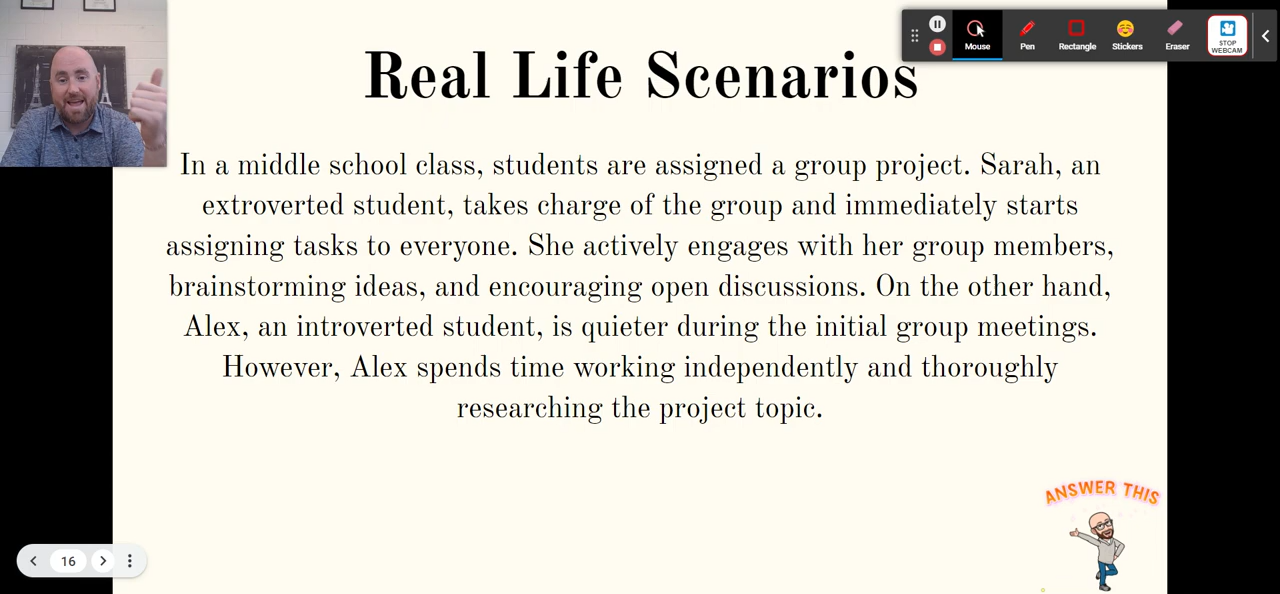 Real Life Scenarios
In a middle school class, students are assigned a group project. Sarah, an
extroverted student, takes charge of the group and immediately starts
assigning tasks to everyone. She actively engages with her group members,
brainstorming ideas, and encouraging open discussions. On the other hand,
Alex, an introverted student, is quieter during the initial group meetings.
However, Alex spends time working independently and thoroughly
researching the project topic.
ANSWER THIS
Mouse
Pen
Rectangle
Stickers
Eraser
STOP
WEBCAM
16